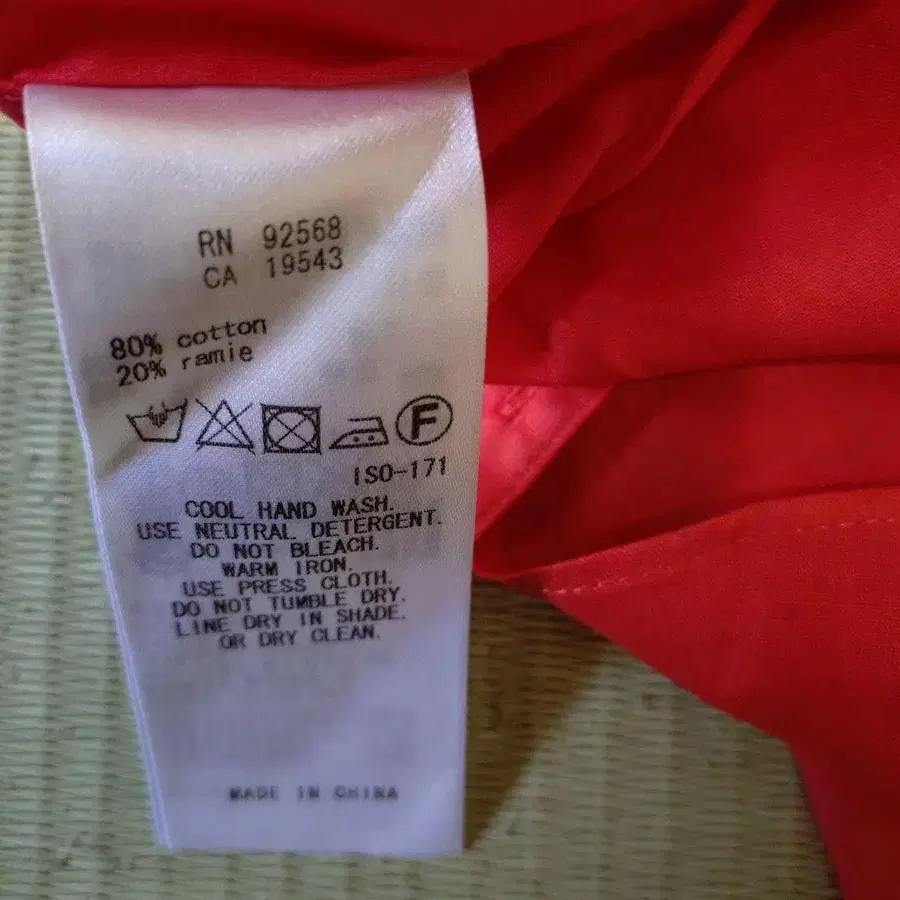 RN 92568
CA 19543
80% cotton
20% ramie
F
ISO-171
COOL HAND WASH.
USE NEUTRAL DETERGENT.
DO NOT BLEACH.
WARM IRON.
USE PRESS CLOTH.
DO NOT TUMBLE DRY.
LINE DRY IN SHADE.
OR DRY CLEAN.
MADE IN CHINA